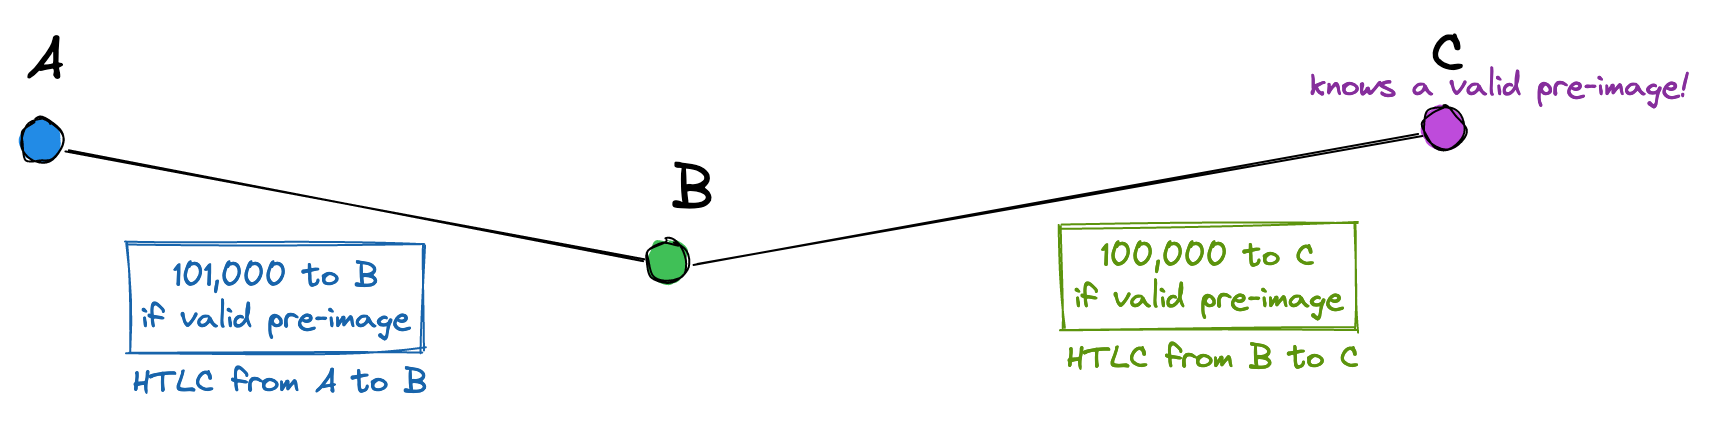 A
C
knows a valid pre-image!
B
101,000 to B
if valid pre-image
HTLC from A to B
100,000 to C
if valid pre-image
HTLC from B to C